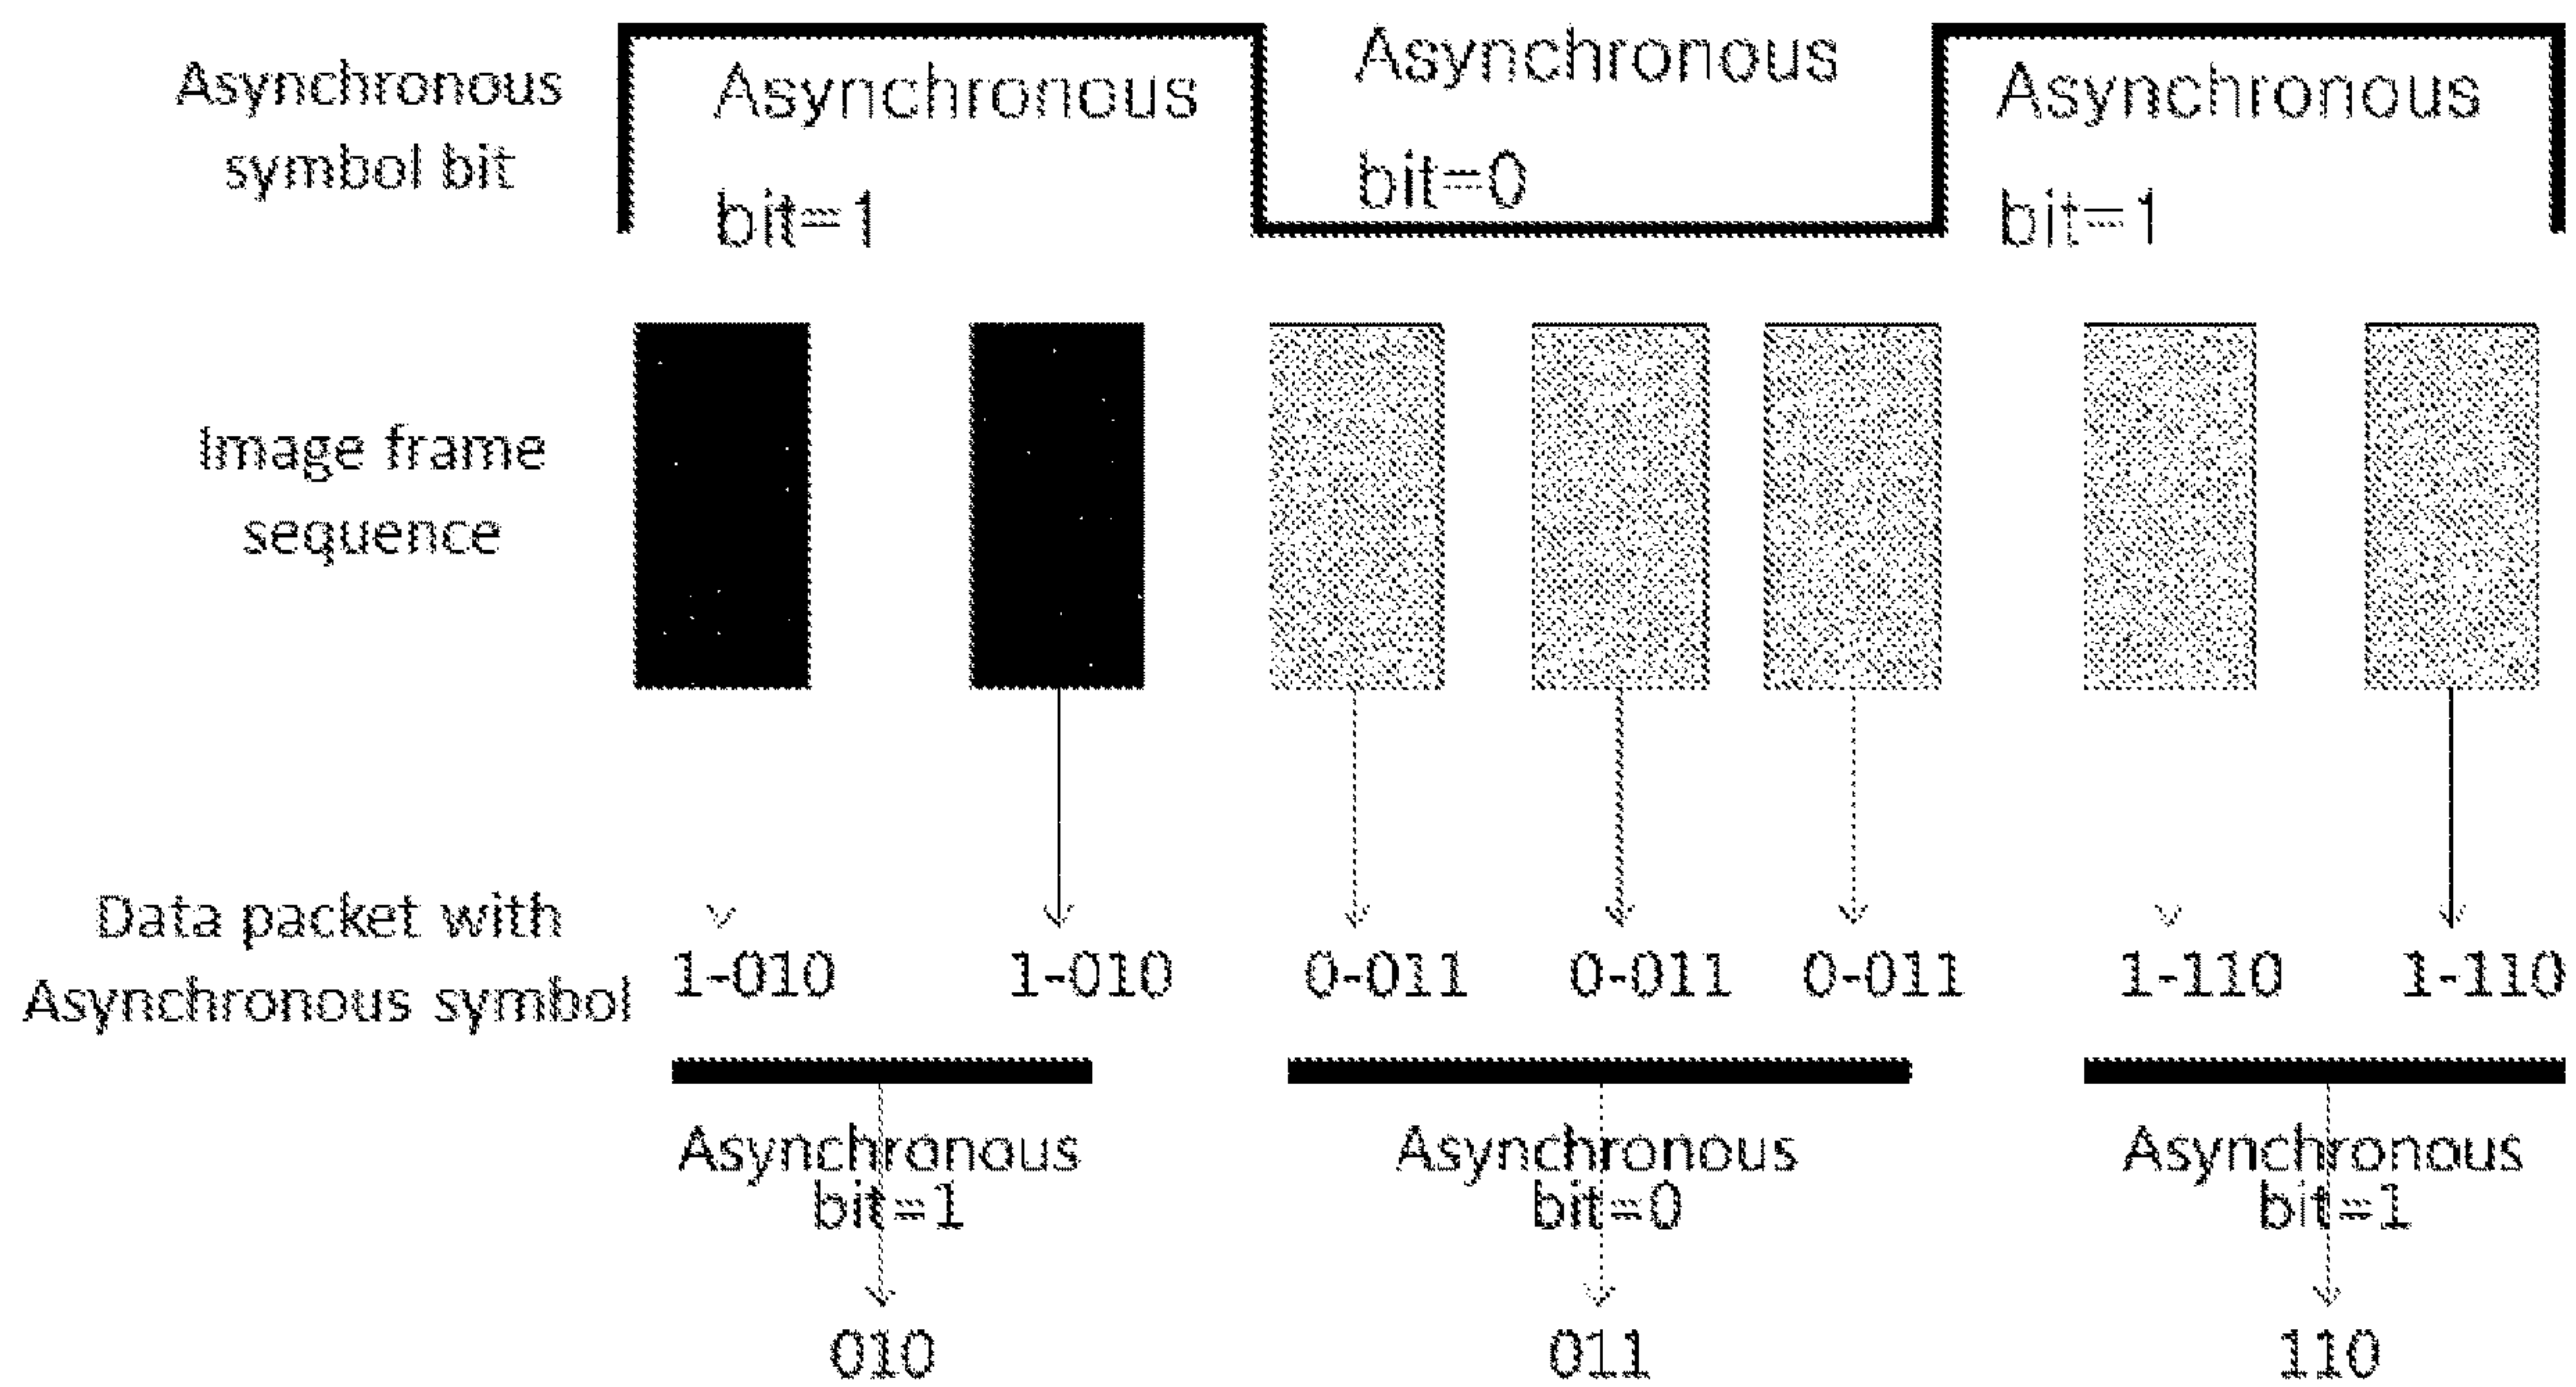 Asynchronous
symbol bit
Asynchronous
bit=1
Asynchronous
bit=0
Asynchronous
bit=1
Image frame
sequence
Data packet with
Asynchronous symbol
1-010 1-010 0-011 0-011 0-011 1-110 1-110
Asynchronous
bit=1
Asynchronous
bit=0
Asynchronous
bit=1
010 011 110